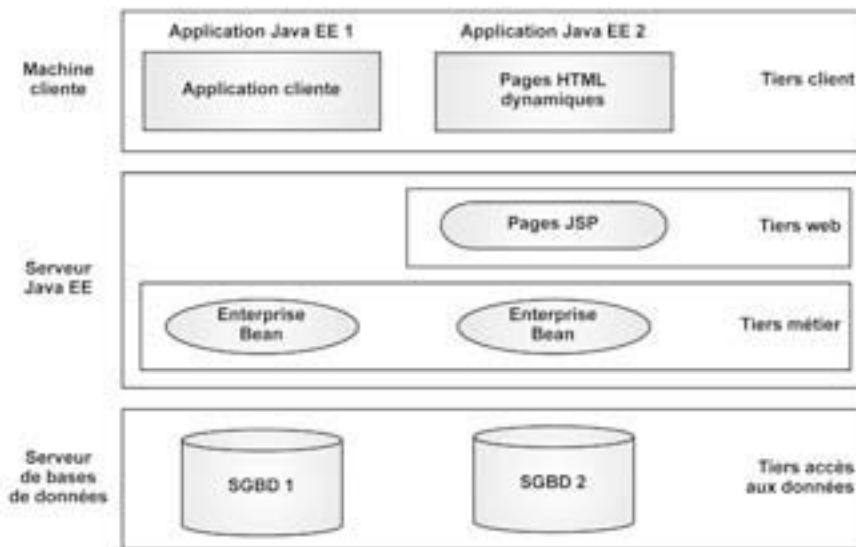 Application Java EE 1
Application Java EE 2
Machine
cliente
Application cliente
Pages HTML
dynamiques
Tiers client
Pages JSP
Tiers web
Serveur
Java EE
Enterprise
Bean
Enterprise
Bean
Tiers métier
Serveur
de bases
de données
SGBD 1
SGBD 2
Tiers accès
aux données